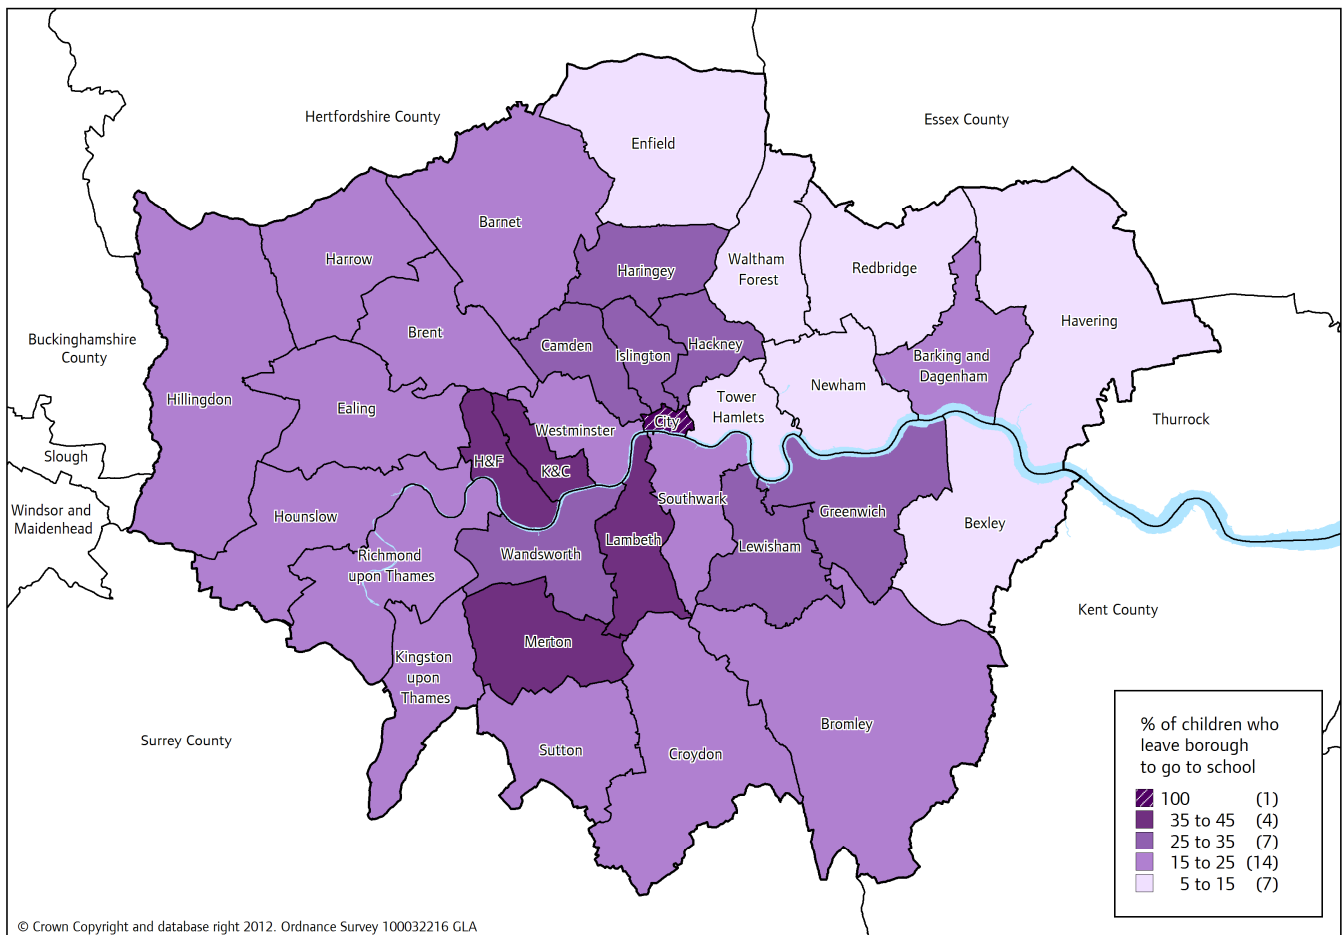 Hertfordshire County
Essex County
Enfield
Barnet
Harrow
Haringey
Waltham
Forest
Redbridge
Havering
Buckinghamshire
County
Brent
Camden
Islington
Hackney
Barking and
Dagenham
Hillingdon
Ealing
Newham
Tower
Hamlets
Thurrock
Westminster
City
Slough
H&F
K&C
Southwark
Windsor and
Maidenhead
Hounslow
Greenwich
Bexley
Richmond
upon Thames
Wandsworth
Lambeth
Lewisham
Kent County
Merton
Kingston
upon
Thames
Surrey County
Sutton
Croydon
Bromley
% of children who
leave borough
to go to school
100 (1)
35 to 45 (4)
25 to 35 (7)
15 to 25 (14)
5 to 15 (7)
© Crown Copyright and database right 2012. Ordnance Survey 100032216 GLA